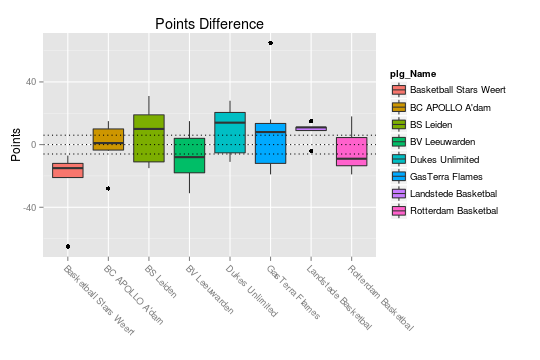 Points Difference
Points
40
0
-40
Basketball Stars Weert
BC APOLLO A'dam
BS Leiden
BV Leeuwarden
Dukes Unlimited
GasTerra Flames
Landstede Basketbal
Rotterdam Basketbal
plg_Name
Basketball Stars Weert
BC APOLLO A'dam
BS Leiden
BV Leeuwarden
Dukes Unlimited
GasTerra Flames
Landstede Basketbal
Rotterdam Basketbal